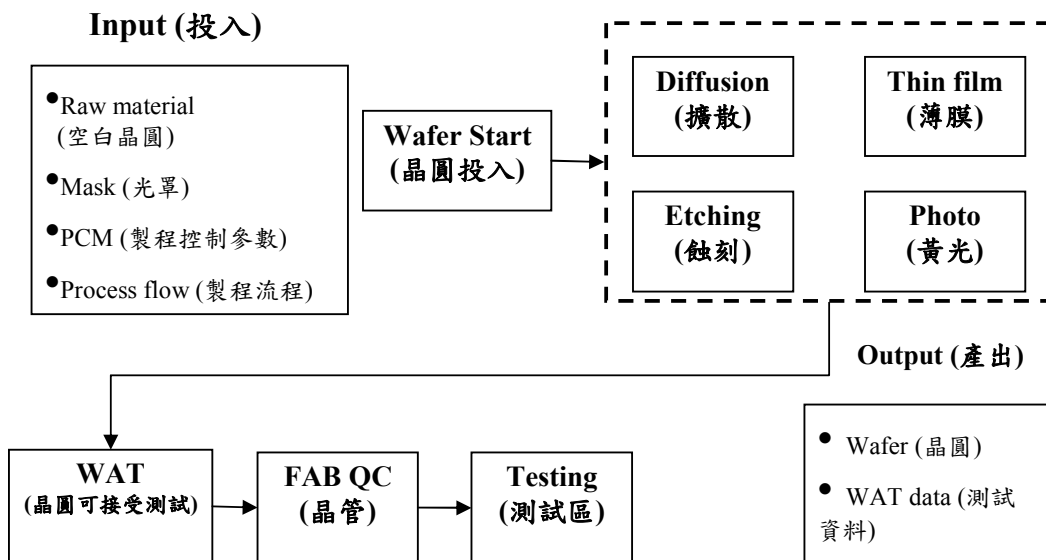 Input (投入)
•Raw material
(空白晶圓)
•Mask (光罩)
•PCM (製程控制參數)
•Process flow (製程流程)
Wafer Start
(晶圓投入)
Diffusion
(擴散)
Thin film
(薄膜)
Etching
(蝕刻)
Photo
(黃光)
Output (產出)
• Wafer (晶圓)
• WAT data (測試
資料)
WAT
(晶圓可接受測試)
FAB QC
(品管)
Testing
(測試區)